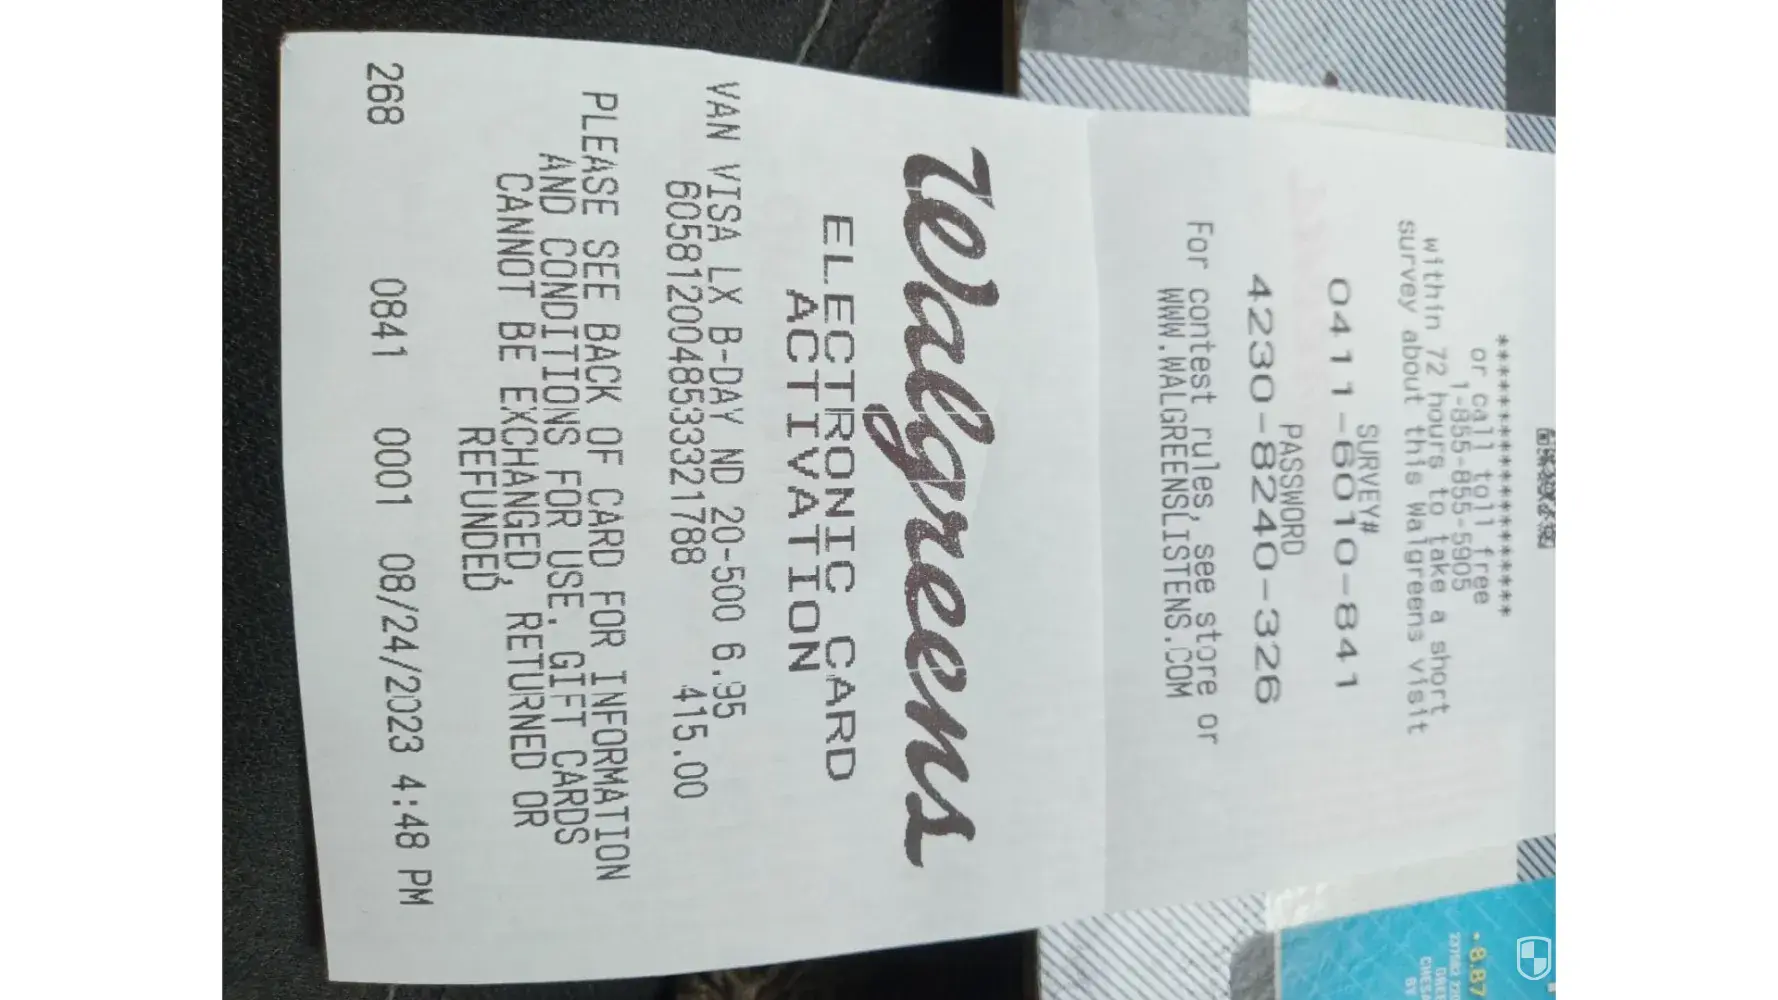 ********************
or call toll free
1-855-855-5905
within 72 hours to take a short
survey about this Walgreens visit
SURVEY#
0411-6010-841
PASSWORD
4230-8240-326
For contest rules, see store or
WWW.WALGREENSLISTENS.COM
Walgreens
ELECTRONIC CARD
ACTIVATION
VAN VISA LX B-DAY ND 20-500 6.95
6058120048533321788 415.00
PLEASE SEE BACK OF CARD FOR INFORMATION
AND CONDITIONS FOR USE. GIFT CARDS
CANNOT BE EXCHANGED, RETURNED OR
REFUNDED
268 0841 0001 08/24/2023 4:48 PM
8.87